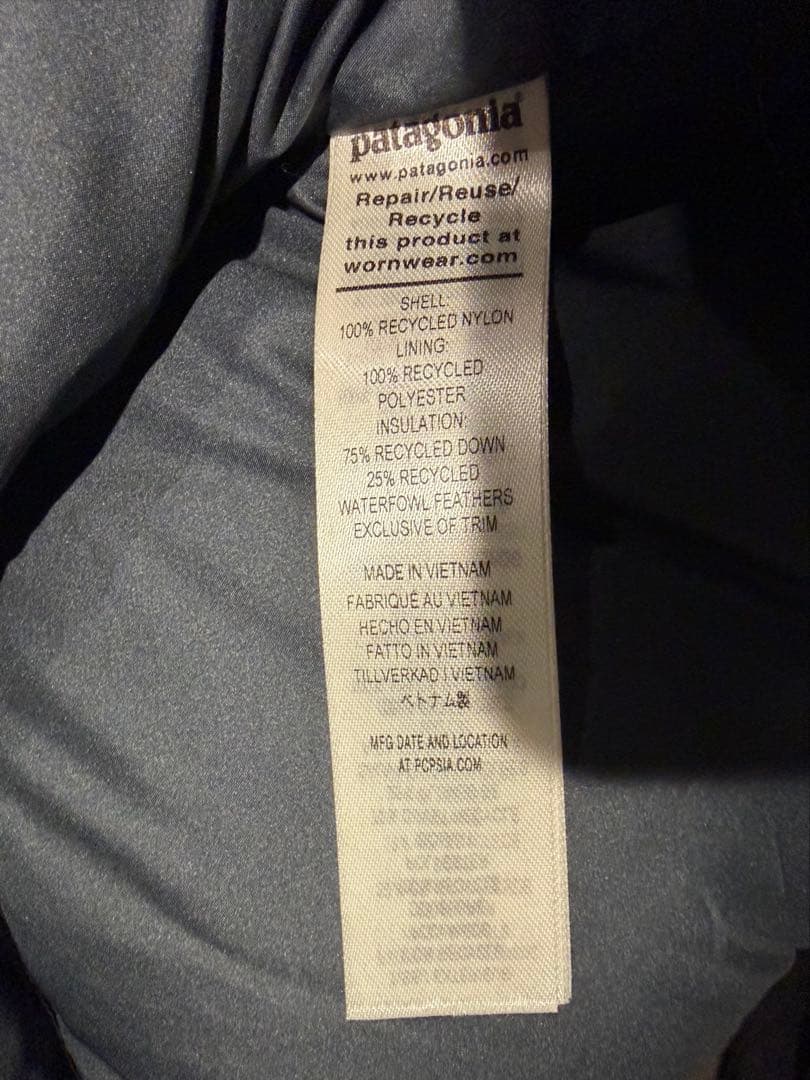 patagonia®
www.patagonia.com
Repair/Reuse/
Recycle
this product at
wornwear.com
SHELL:
100% RECYCLED NYLON
LINING:
100% RECYCLED
POLYESTER
INSULATION:
75% RECYCLED DOWN
25% RECYCLED
WATERFOWL FEATHERS
EXCLUSIVE OF TRIM
MADE IN VIETNAM
FABRIQUÉ AU VIETNAM
HECHO EN VIETNAM
FATTO IN VIETNAM
TILLVERKAD I VIETNAM
ベトナム製
MFG DATE AND LOCATION
AT PCPSIA.COM